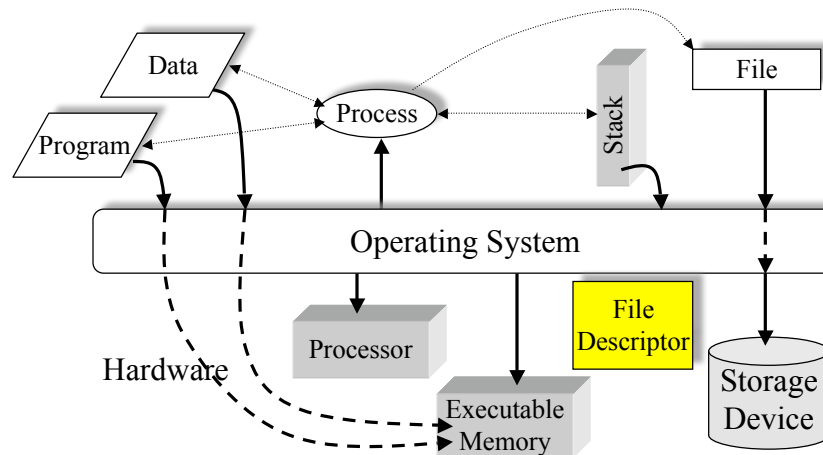 Data
File
Process
Stack
Program
Operating System
File
Descriptor
Processor
Hardware
Storage
Device
Executable
Memory